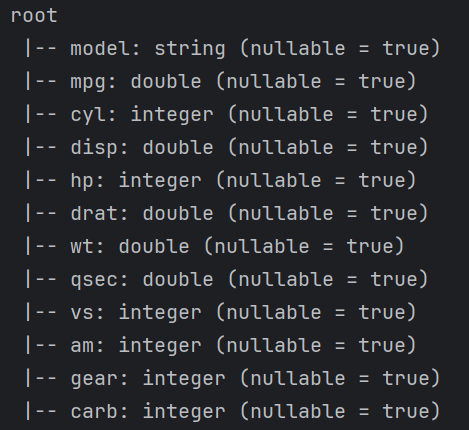 root
 |-- model: string (nullable = true)
 |-- mpg: double (nullable = true)
 |-- cyl: integer (nullable = true)
 |-- disp: double (nullable = true)
 |-- hp: integer (nullable = true)
 |-- drat: double (nullable = true)
 |-- wt: double (nullable = true)
 |-- qsec: double (nullable = true)
 |-- vs: integer (nullable = true)
 |-- am: integer (nullable = true)
 |-- gear: integer (nullable = true)
 |-- carb: integer (nullable = true)